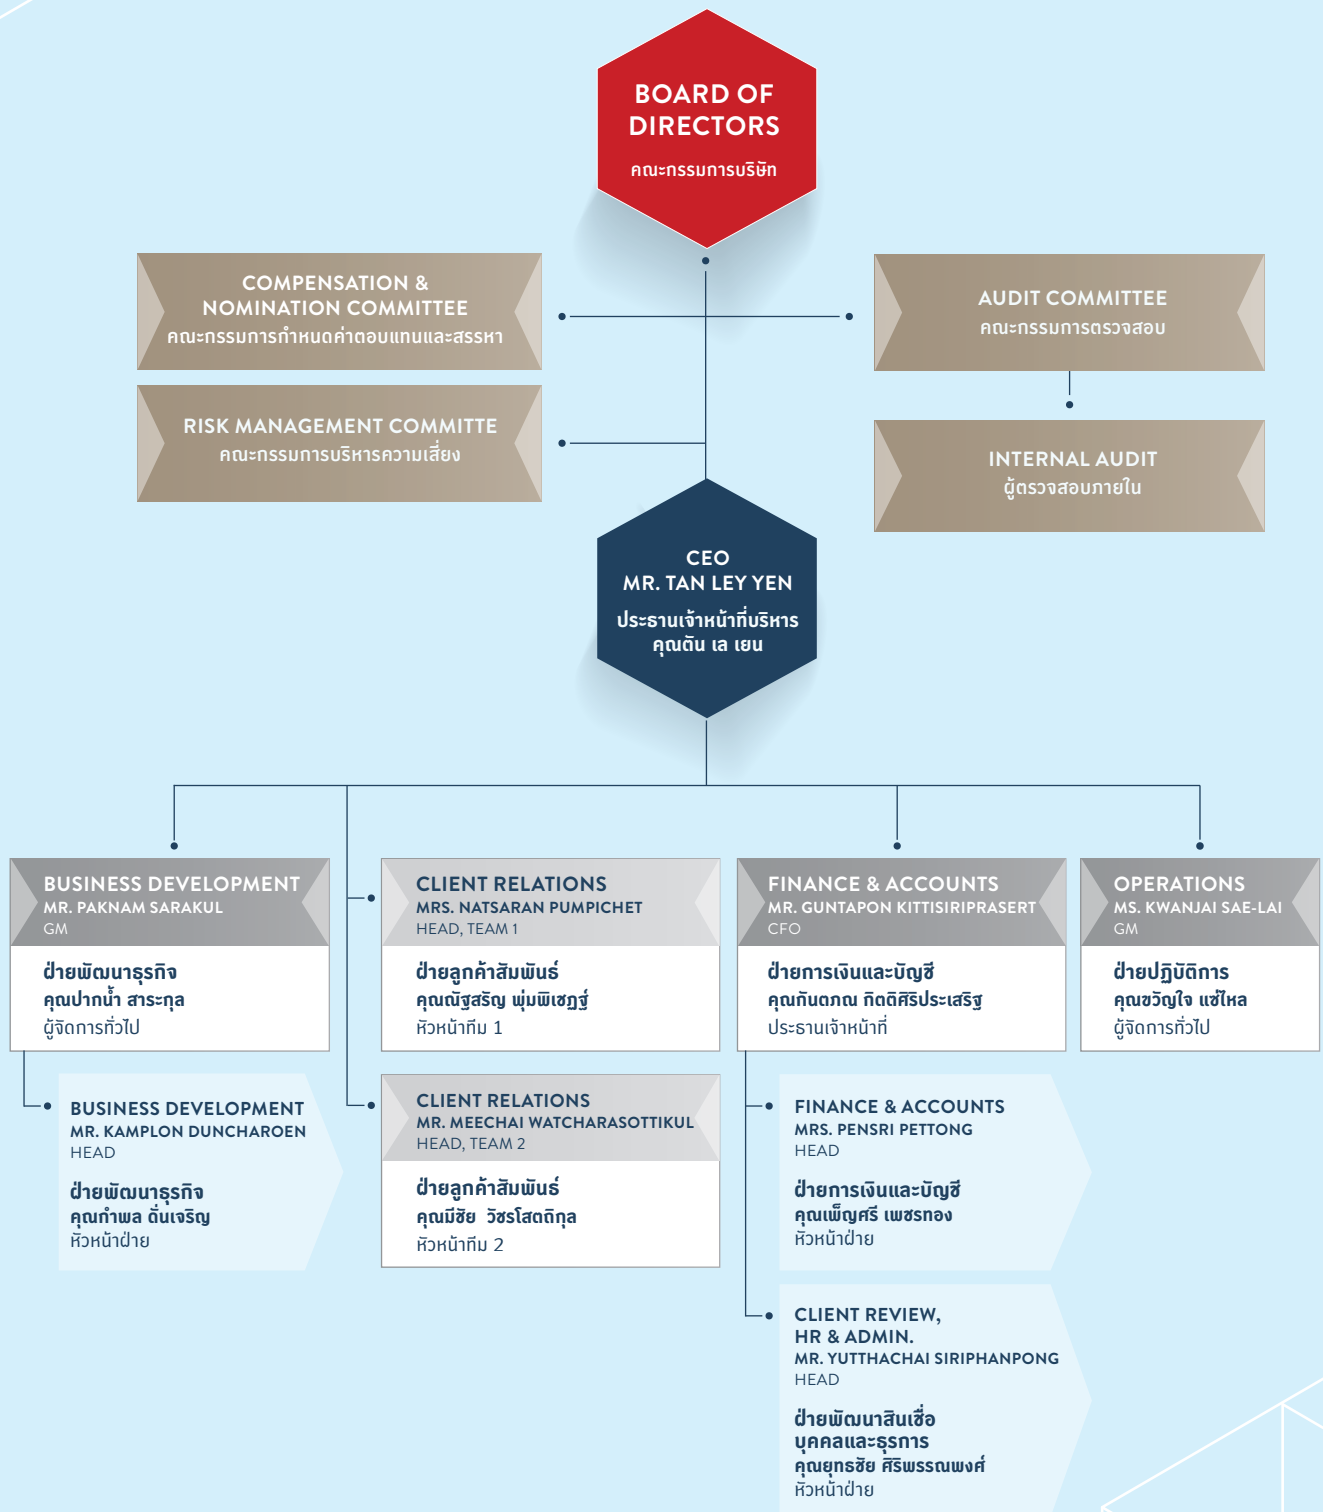 BOARD OF
DIRECTORS
คณะกรรมการบริษัท
COMPENSATION &
NOMINATION COMMITTEE
คณะกรรมการกำหนดค่าตอบแทนและสรรหา
AUDIT COMMITTEE
คณะกรรมการตรวจสอบ
RISK MANAGEMENT COMMITTE
คณะกรรมการบริหารความเสี่ยง
INTERNAL AUDIT
ผู้ตรวจสอบภายใน
CEO
MR. TAN LEY YEN
ประธานเจ้าหน้าที่บริหาร
คุณตัน เล เยน
BUSINESS DEVELOPMENT
MR. PAKNAM SARAKUL
GM
ฝ่ายพัฒนาธุรกิจ
คุณปากน้ำ สาระกุล
ผู้จัดการทั่วไป
BUSINESS DEVELOPMENT
MR. KAMPLON DUNCHAROEN
HEAD
ฝ่ายพัฒนาธุรกิจ
คุณกำพล ดั่นเจริญ
หัวหน้าฝ่าย
CLIENT RELATIONS
MRS. NATSARAN PUMPICHET
HEAD, TEAM 1
ฝ่ายลูกค้าสัมพันธ์
คุณณัฐสรัญ พุ่มพิเชฏฐ์
หัวหน้าทีม 1
CLIENT RELATIONS
MR. MEECHAI WATCHARASOTTIKUL
HEAD, TEAM 2
ฝ่ายลูกค้าสัมพันธ์
คุณมีชัย วัชรโสตถิกุล
หัวหน้าทีม 2
FINANCE & ACCOUNTS
MR. GUNTAPON KITTISIRIPRASERT
CFO
ฝ่ายการเงินและบัญชี
คุณกันตภณ กิตติศิริประเสริฐ
ประธานเจ้าหน้าที่
FINANCE & ACCOUNTS
MRS. PENSRI PETTONG
HEAD
ฝ่ายการเงินและบัญชี
คุณเพ็ญศรี เพชรทอง
หัวหน้าฝ่าย
CLIENT REVIEW,
HR & ADMIN.
MR. YUTTHACHAI SIRIPHANPONG
HEAD
ฝ่ายพัฒนาสินเชื่อ
บุคคลและธุรการ
คุณยุทธชัย ศิริพรรณพงศ์
หัวหน้าฝ่าย
OPERATIONS
MS. KWANJAI SAE-LAI
GM
ฝ่ายปฏิบัติการ
คุณขวัญใจ แซ่ไหล
ผู้จัดการทั่วไป